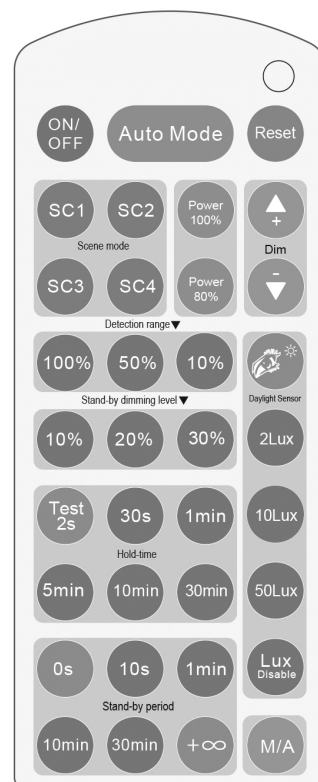 ON/
OFF
Auto Mode
Reset
SC1
SC2
Power
100%
+
Scene mode
Dim
SC3
SC4
Power
80%
-
Detection range▼
100%
50%
10%
Daylight Sensor
Stand-by dimming level▼
10%
20%
30%
2Lux
Test
2s
30s
1min
10Lux
Hold-time
5min
10min
30min
50Lux
0s
10s
1min
Lux
Disable
Stand-by period
10min
30min
+∞
M/A